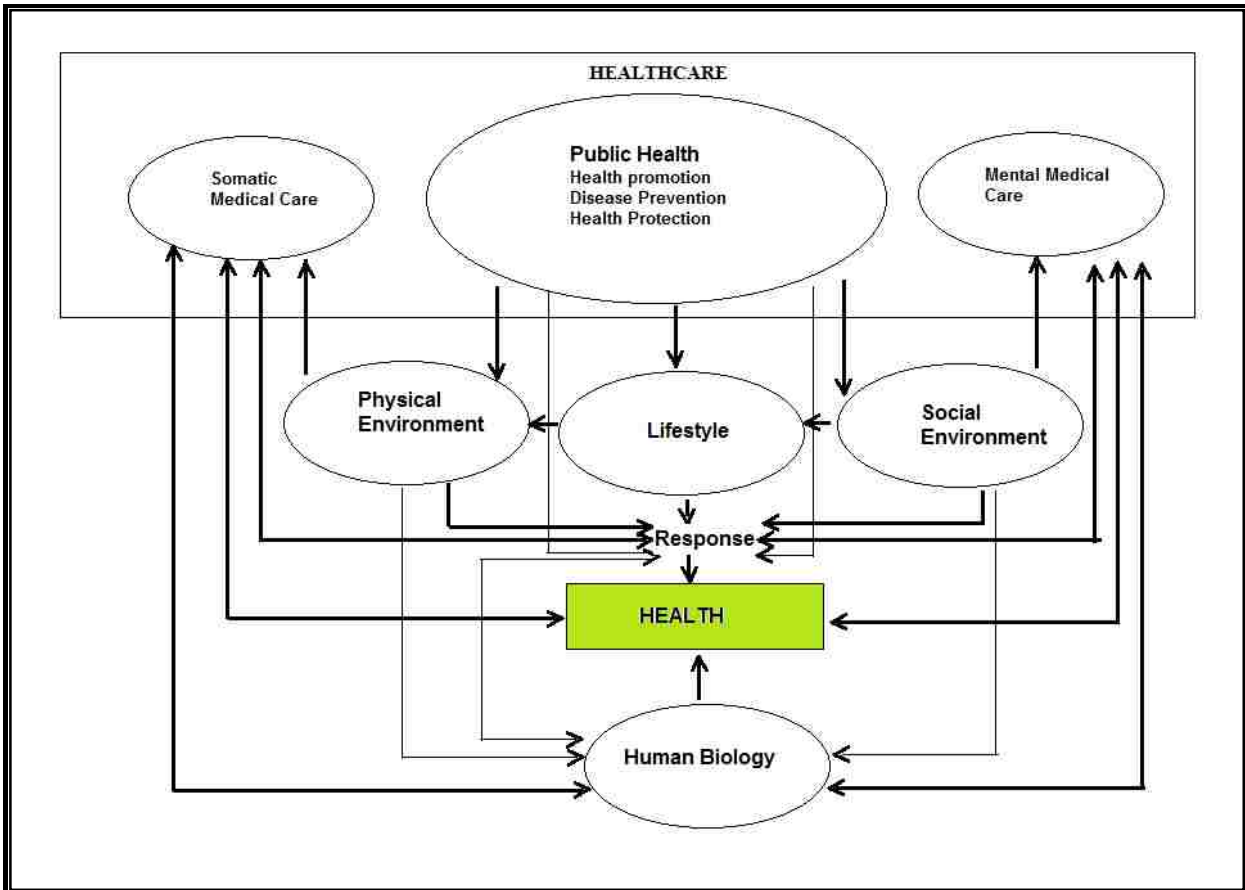 HEALTHCARE
Public Health
Health promotion
Disease Prevention
Health Protection
Somatic
Medical Care
Mental Medical
Care
Physical
Environment
Lifestyle
Social
Environment
Response
HEALTH
Human Biology